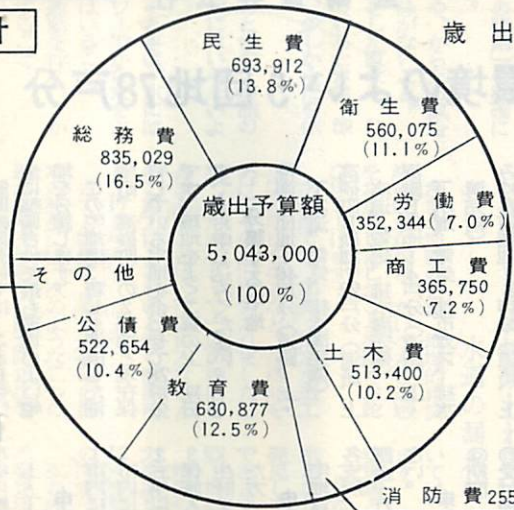 計
歳出
民生費
693,912
(13.8%)
衛生費
560,075
(11.1%)
労働費
352,344(7.0%)
商工費
365,750
(7.2%)
土木費
513,400
(10.2%)
消防費255
教育費
630,877
(12.5%)
公債費
522,654
(10.4%)
その他
総務費
835,029
(16.5%)
歳出予算額
5,043,000
(100%)